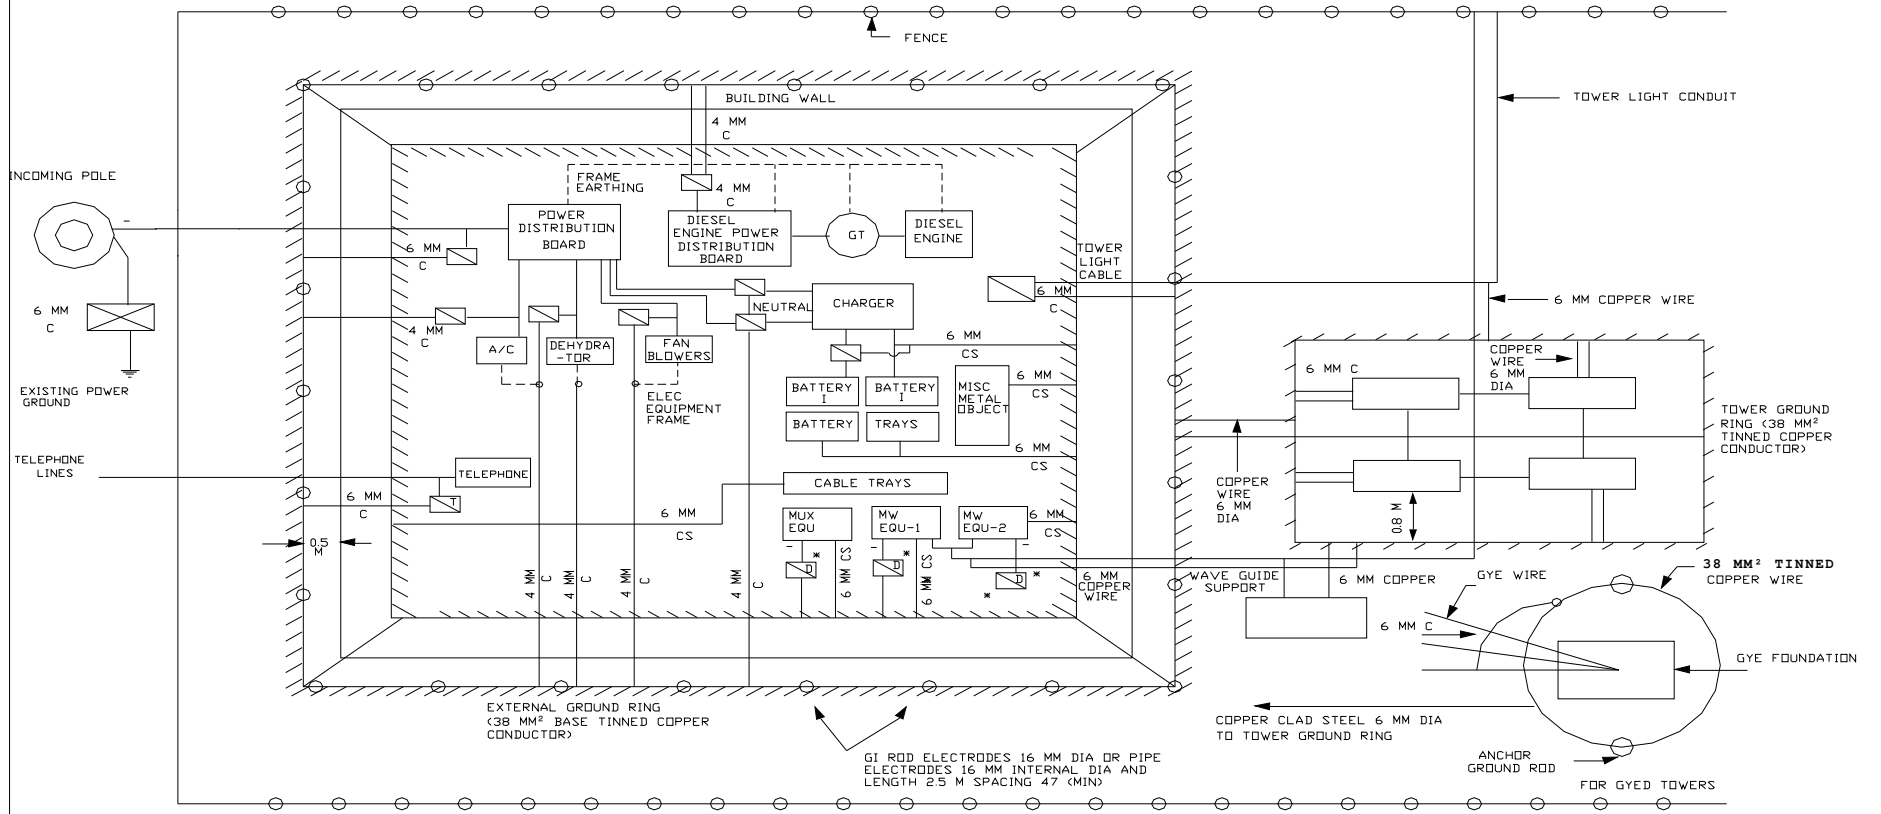 FENCE
BUILDING WALL
TOWER LIGHT CONDUIT
4 MM
C
INCOMING POLE
FRAME
EARTHING
4 MM
C
POWER
DISTRIBUTION
BOARD
DIESEL
ENGINE POWER
DISTRIBUTION
BOARD
GT
DIESEL
ENGINE
6 MM
C
TOWER
LIGHT
CABLE
6 MM
C
6 MM COPPER WIRE
6 MM
C
NEUTRAL
CHARGER
4 MM
C
A/C
DEHYDRA
-TOR
FAN
BLOWERS
6 MM
CS
COPPER
WIRE
6 MM
DIA
6 MM C
EXISTING POWER
GROUND
ELEC
EQUIPMENT
FRAME
BATTERY
I
BATTERY
I
MISC
METAL
OBJECT
6 MM
CS
BATTERY
TRAYS
TOWER GROUND
RING (38 MM²
TINNED COPPER
CONDUCTOR)
6 MM
CS
TELEPHONE
LINES
TELEPHONE
CABLE TRAYS
COPPER
WIRE
6 MM
DIA
6 MM
C
T
6 MM
CS
MUX
EQU
MW
EQU-1
MW
EQU-2
6 MM
CS
0.8 M
0.5
M
* D
* D
D *
*
4 MM
C
4 MM
C
4 MM
C
4 MM
C
6 MM CS
6 MM CS
6 MM
COPPER
WIRE
WAVE GUIDE
SUPPORT
6 MM COPPER
GYE WIRE
38 MM² TINNED
COPPER WIRE
6 MM C
GYE FOUNDATION
EXTERNAL GROUND RING
(38 MM² BASE TINNED COPPER
CONDUCTOR)
COPPER CLAD STEEL 6 MM DIA
TO TOWER GROUND RING
GI ROD ELECTRODES 16 MM DIA OR PIPE
ELECTRODES 16 MM INTERNAL DIA AND
LENGTH 2.5 M SPACING 47 (MIN)
ANCHOR
GROUND ROD
FOR GYED TOWERS